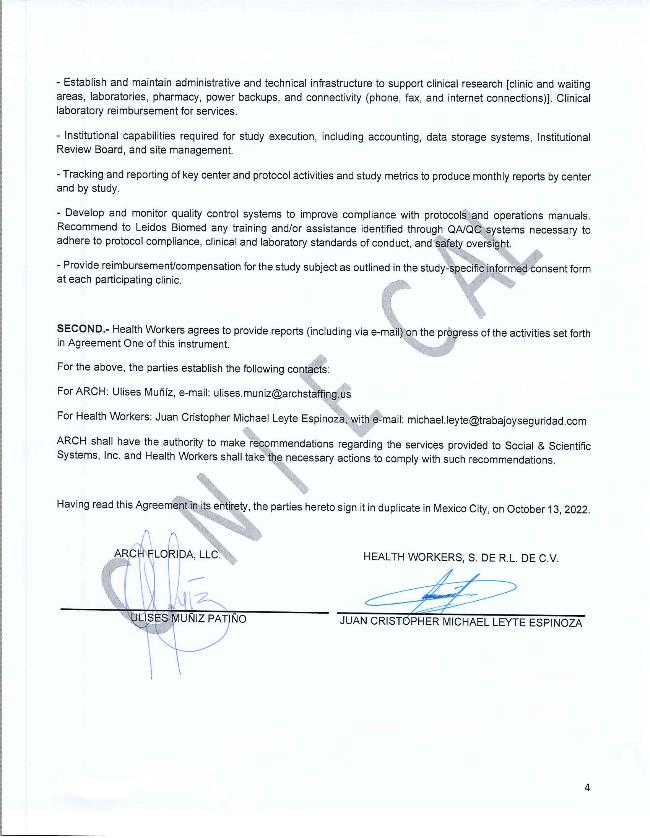 - Establish and maintain administrative and technical infrastructure to support clinical research [clinic and waiting
areas, laboratories, pharmacy, power backups, and connectivity (phone, fax, and internet connections)]. Clinical
laboratory reimbursement for services.
- Institutional capabilities required for study execution, including accounting, data storage systems, Institutional
Review Board, and site management.
- Tracking and reporting of key center and protocol activities and study metrics to produce monthly reports by center
and by study.
- Develop and monitor quality control systems to improve compliance with protocols and operations manuals.
Recommend to Leidos Biomed any training and/or assistance identified through QA/QC systems necessary to
adhere to protocol compliance, clinical and laboratory standards of conduct, and safety oversight.
- Provide reimbursement/compensation for the study subject as outlined in the study-specific informed consent form
at each participating clinic.
SECOND.- Health Workers agrees to provide reports (including via e-mail) on the progress of the activities set forth
in Agreement One of this instrument.
For the above, the parties establish the following contacts:
For ARCH: Ulises Muñiz, e-mail: ulises.muniz@archstaffing.us
For Health Workers: Juan Cristopher Michael Leyte Espinoza, with e-mail: michael.leyte@trabajoyseguridad.com
ARCH shall have the authority to make recommendations regarding the services provided to Social & Scientific
Systems, Inc. and Health Workers shall take the necessary actions to comply with such recommendations.
Having read this Agreement in its entirety, the parties hereto sign it in duplicate in Mexico City, on October 13, 2022.
ARCH FLORIDA, LLC.
HEALTH WORKERS, S. DE R.L. DE C.V.
ULISES MUÑIZ PATIÑO
JUAN CRISTOPHER MICHAEL LEYTE ESPINOZA
4